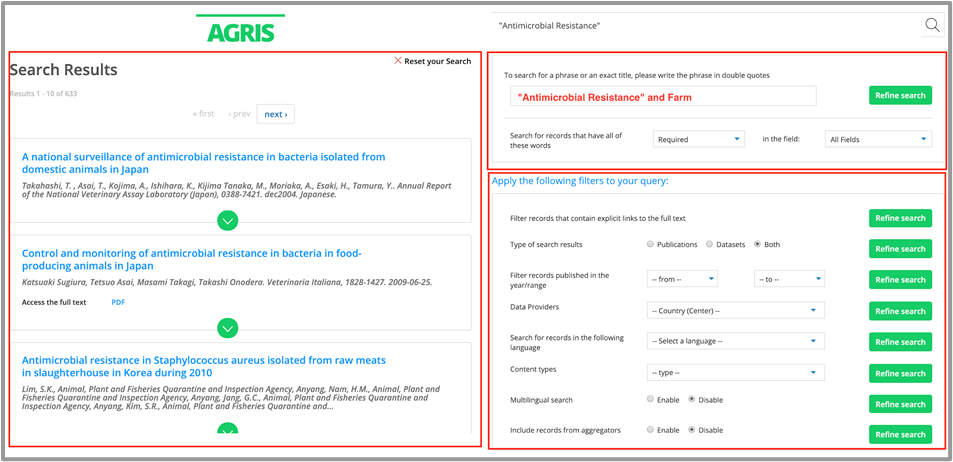 AGRIS
"Antimicrobial Resistance"
Reset your Search
Search Results
Results 1 - 10 of 633
« first
‹ prev
next ›
A national surveillance of antimicrobial resistance in bacteria isolated from
domestic animals in Japan
Takahashi, T. , Asai, T., Kojima, A., Ishihara, K., Kijima Tanaka, M., Morioka, A., Esaki, H., Tamura, Y.. Annual Report
of the National Veterinary Assay Laboratory (Japan), 0388-7421. dec2004. Japanese.
Control and monitoring of antimicrobial resistance in bacteria in food-
producing animals in Japan
Katsuaki Sugiura, Tetsuo Asai, Masami Takagi, Takashi Onodera. Veterinaria Italiana, 1828-1427. 2009-06-25.
Access the full text PDF
Antimicrobial resistance in Staphylococcus aureus isolated from raw meats
in slaughterhouse in Korea during 2010
Lim, S.K., Animal, Plant and Fisheries Quarantine and Inspection Agency, Anyang, Nam, H.M., Animal, Plant and
Fisheries Quarantine and Inspection Agency, Anyang, Jang, G.C., Animal, Plant and Fisheries Quarantine and
Inspection Agency, Anyang, Kim, S.R., Animal, Plant and Fisheries Quarantine and...
To search for a phrase or an exact title, please write the phrase in double quotes
"Antimicrobial Resistance" and Farm
Refine search
Search for records that have all of
these words
Required
in the field:
All Fields
Apply the following filters to your query:
Filter records that contain explicit links to the full text
Refine search
Type of search results
Publications
Datasets
Both
Refine search
Filter records published in the
year/range
-- from --
-- to --
Refine search
Data Providers
-- Country (Center) --
Refine search
Search for records in the following
language
-- Select a language --
Refine search
Content types
-- type --
Refine search
Multilingual search
Enable
Disable
Refine search
Include records from aggregators
Enable
Disable
Refine search